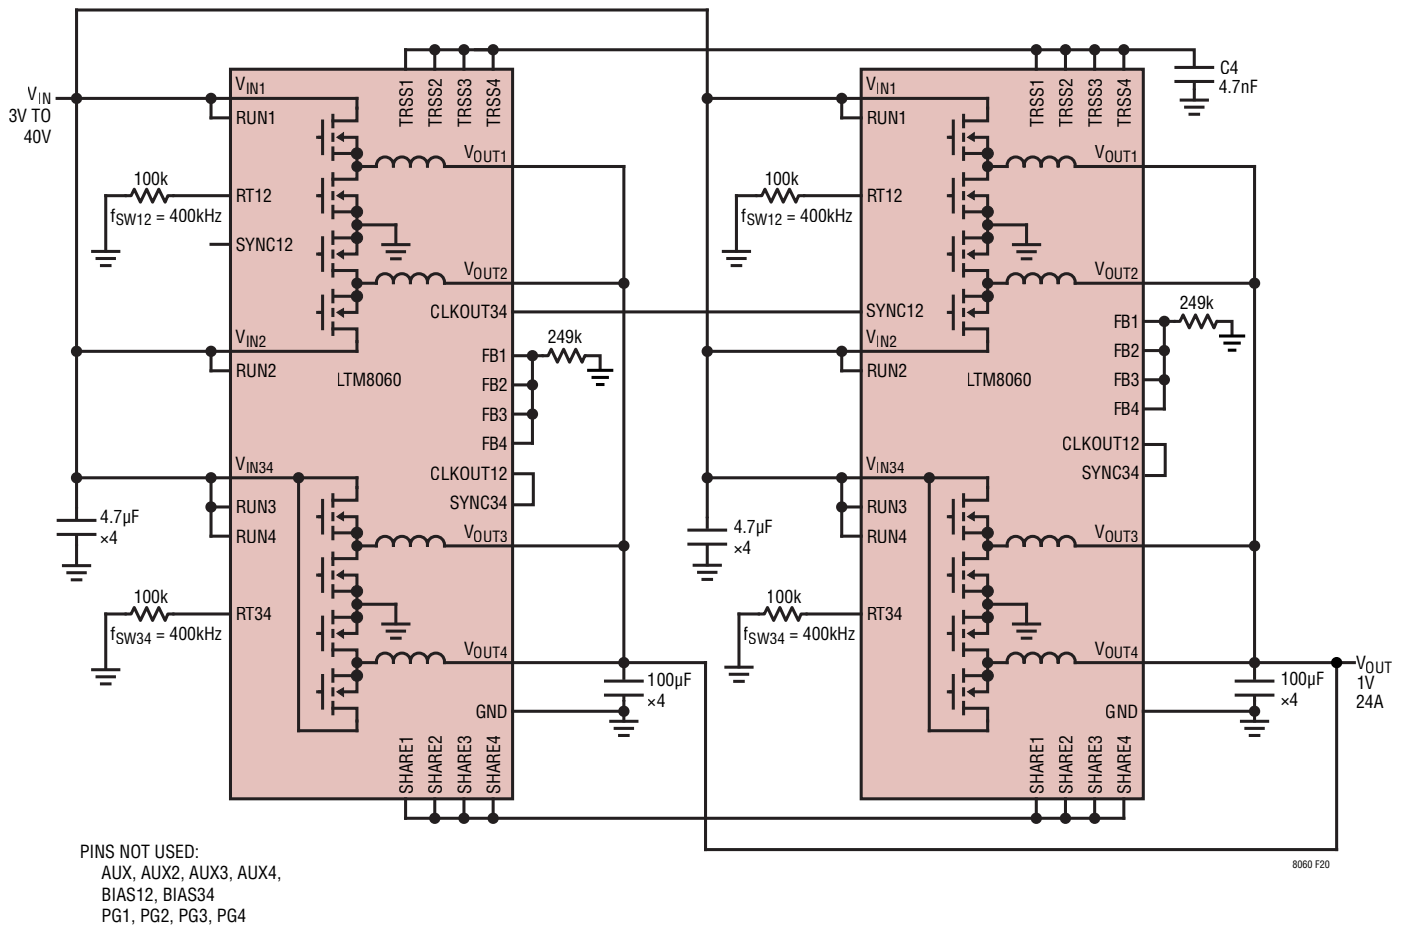 VIN
3V TO
40V
VIN1
RUN1
100k
RT12
fSW12 = 400kHz
SYNC12
VIN2
RUN2
LTM8060
VIN34
RUN3
RUN4
4.7µF
×4
100k
RT34
fSW34 = 400kHz
TRSS1
TRSS2
TRSS3
TRSS4
VOUT1
VOUT2
CLKOUT34
249k
FB1
FB2
FB3
FB4
CLKOUT12
SYNC34
VOUT3
VOUT4
100µF
×4
GND
SHARE1
SHARE2
SHARE3
SHARE4
VIN1
RUN1
100k
RT12
fSW12 = 400kHz
SYNC12
VIN2
RUN2
LTM8060
VIN34
RUN3
RUN4
4.7µF
×4
100k
RT34
fSW34 = 400kHz
TRSS1
TRSS2
TRSS3
TRSS4
C4
4.7nF
VOUT1
VOUT2
249k
FB1
FB2
FB3
FB4
CLKOUT12
SYNC34
VOUT3
VOUT4
100µF
×4
GND
SHARE1
SHARE2
SHARE3
SHARE4
VOUT
1V
24A
8060 F20
PINS NOT USED:
AUX, AUX2, AUX3, AUX4,
BIAS12, BIAS34
PG1, PG2, PG3, PG4